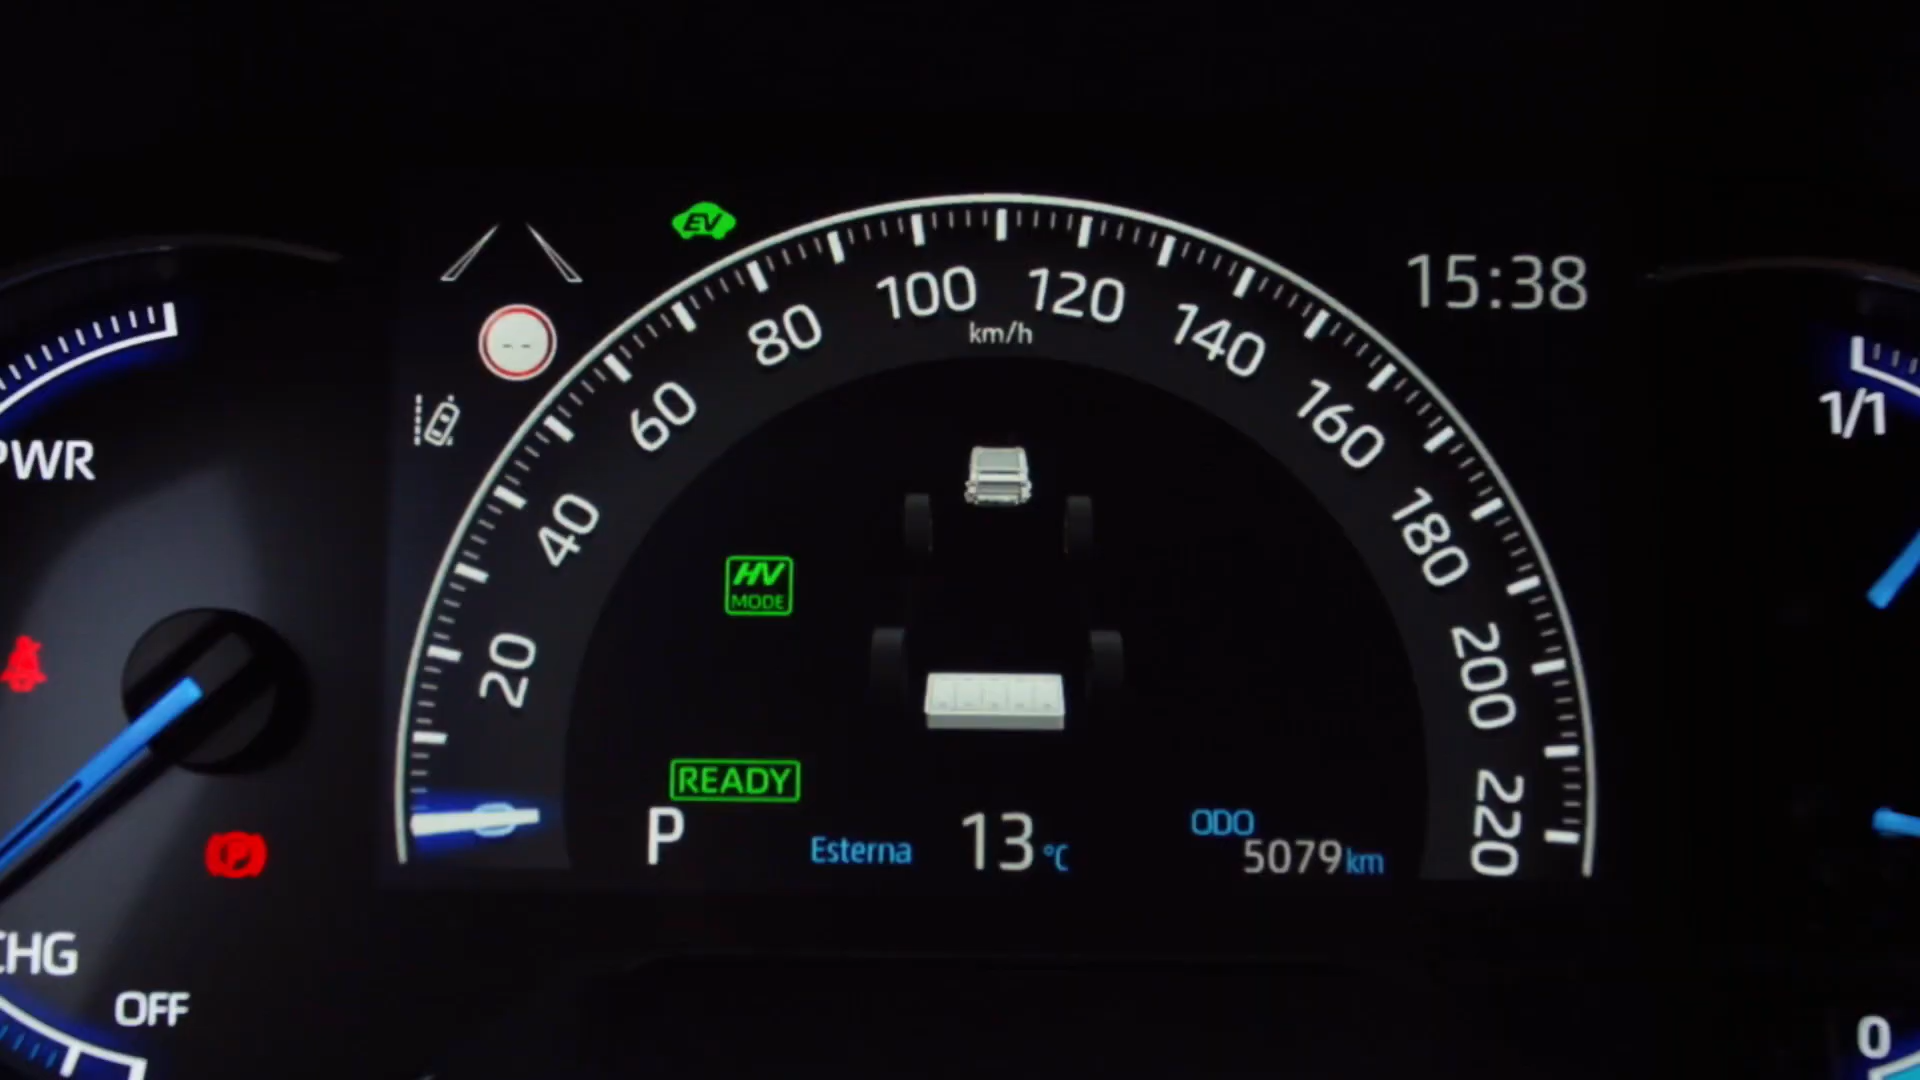 EV
15:38
100
120
km/h
80
140
1/1
60
160
PWR
40
180
HV
MODE
20
200
READY
220
P
Esterna 13 °C
ODO
5079 km
CHG
OFF
0